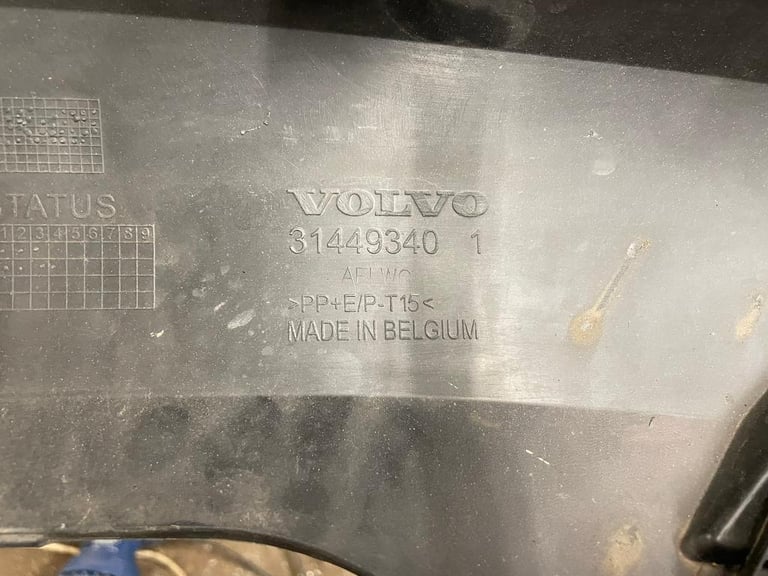 STATUS
1 2 3 4 5 6 7 8 9
VOLVO
31449340 1
>PP+E/P-T15<
MADE IN BELGIUM